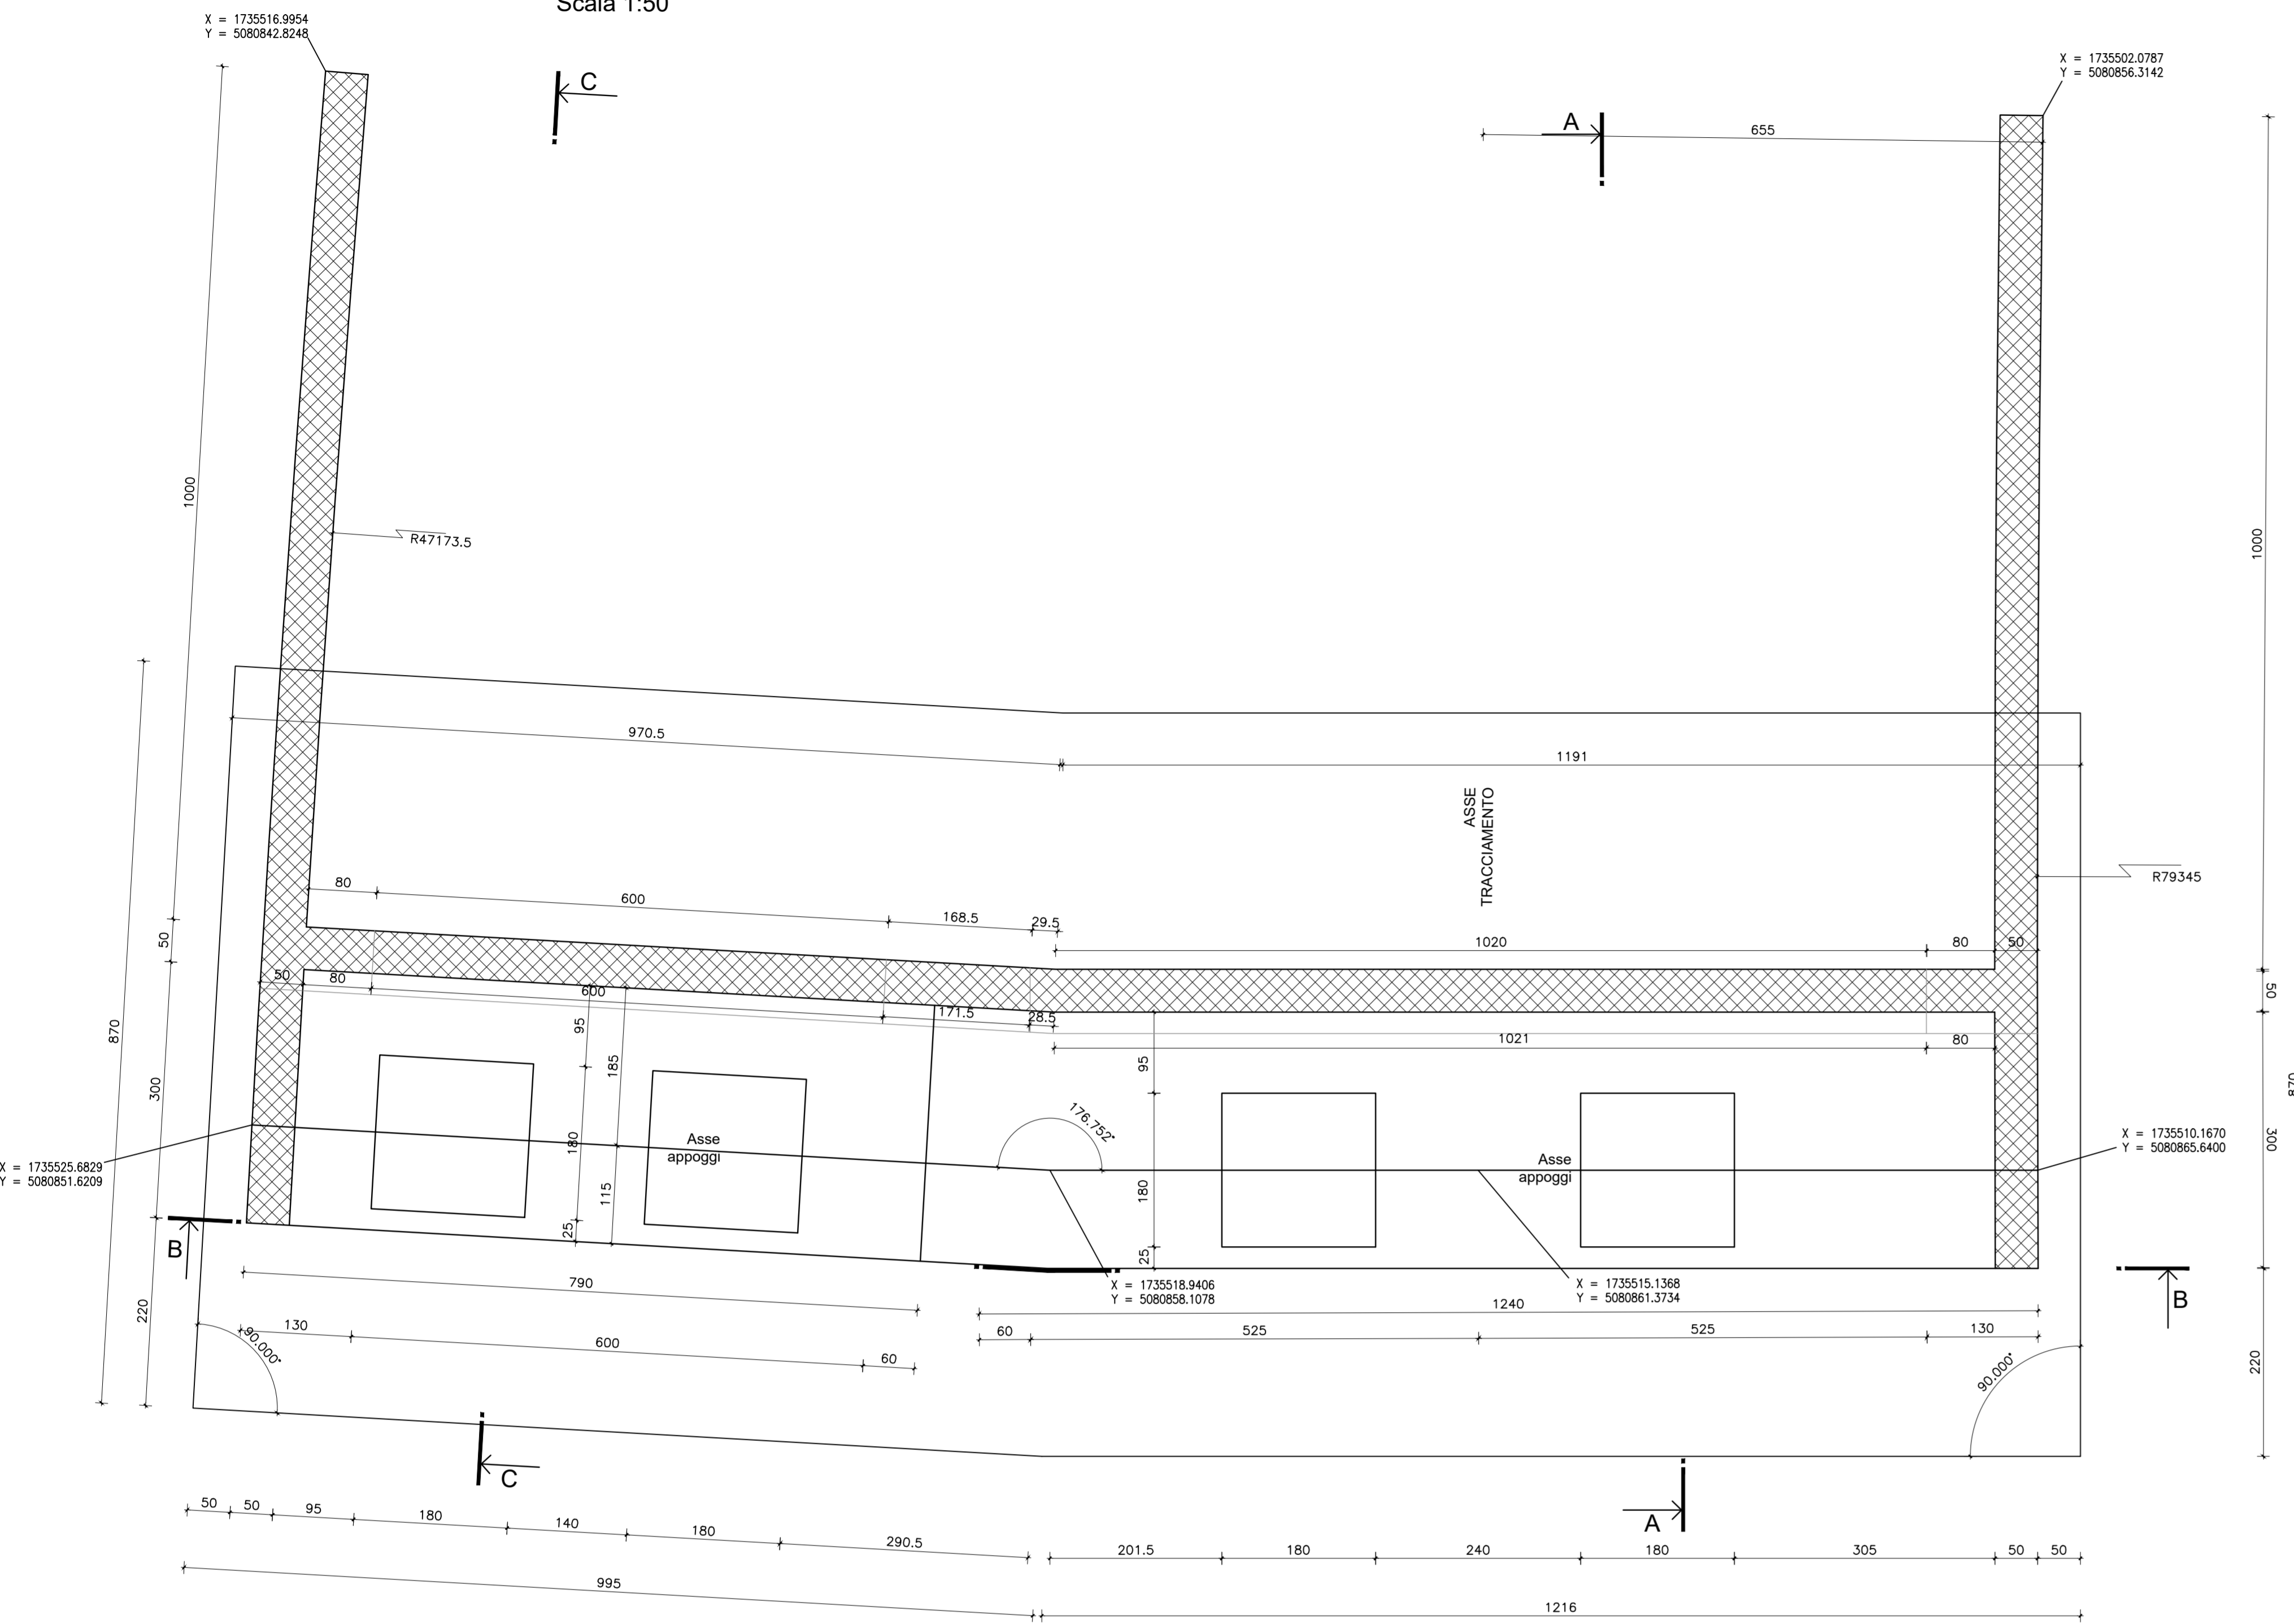 Scala 1:50
X = 1735516.9954
Y = 5080842.8248
C
X = 1735502.0787
Y = 5080856.3142
A
655
1000
R47173.5
1000
970.5
1191
ASSE
TRACCIAMENTO
R79345
80
600
168.5
29.5
1020
80
50
50
50
80
600
171.5
28.5
50
1021
80
870
300
95
185
180
115
25
Asse
appoggi
176.752°
95
180
25
Asse
appoggi
870
300
X = 1735510.1670
Y = 5080865.6400
X = 1735525.6829
Y = 5080851.6209
B
X = 1735518.9406
Y = 5080858.1078
X = 1735515.1368
Y = 5080861.3734
B
790
1240
220
90.000°
130
600
60
60
525
525
130
90.000°
220
C
A
50
50
95
180
140
180
290.5
201.5
180
240
180
305
50
50
995
1216